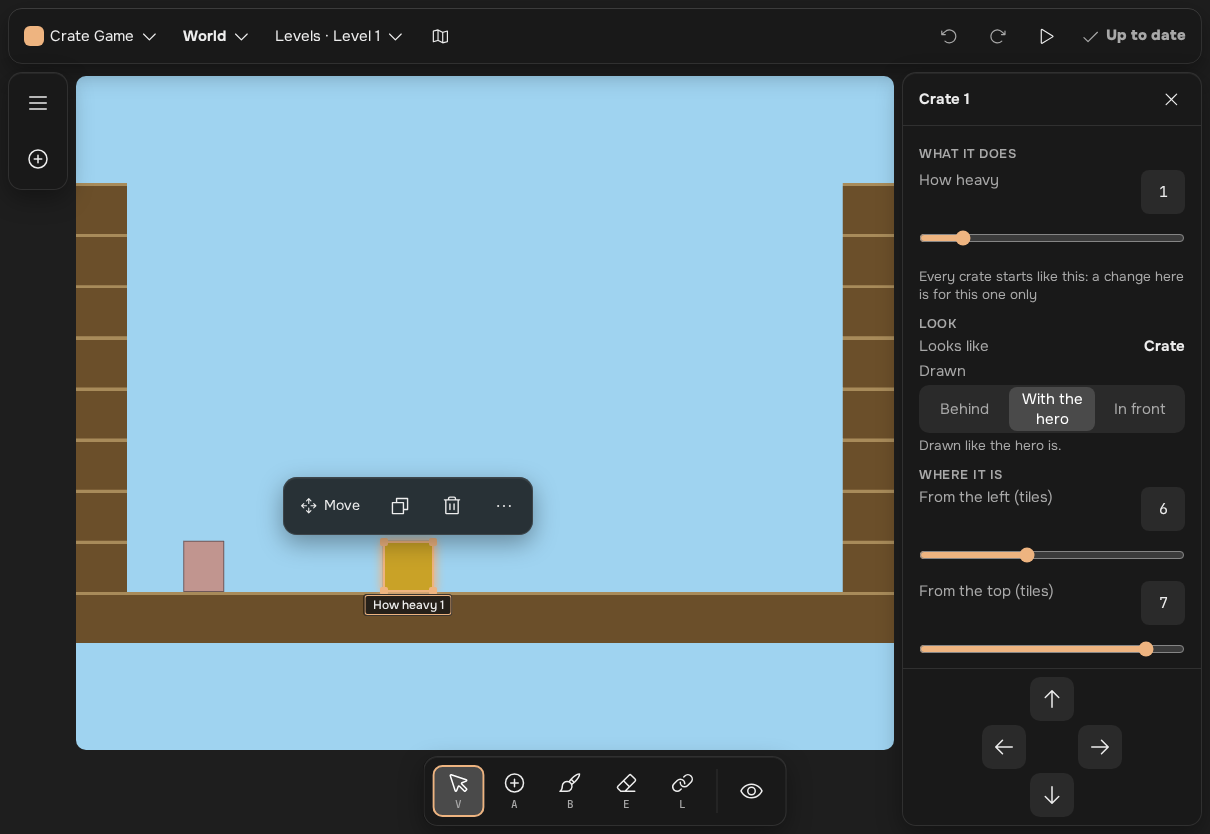 Crate Game
World
Levels · Level 1
Up to date
Crate 1
WHAT IT DOES
How heavy
1
Every crate starts like this: a change here
is for this one only
LOOK
Looks like
Crate
Drawn
Behind
With the
hero
In front
Drawn like the hero is.
WHERE IT IS
From the left (tiles)
6
From the top (tiles)
7
Move
How heavy 1
V
A
B
E
L